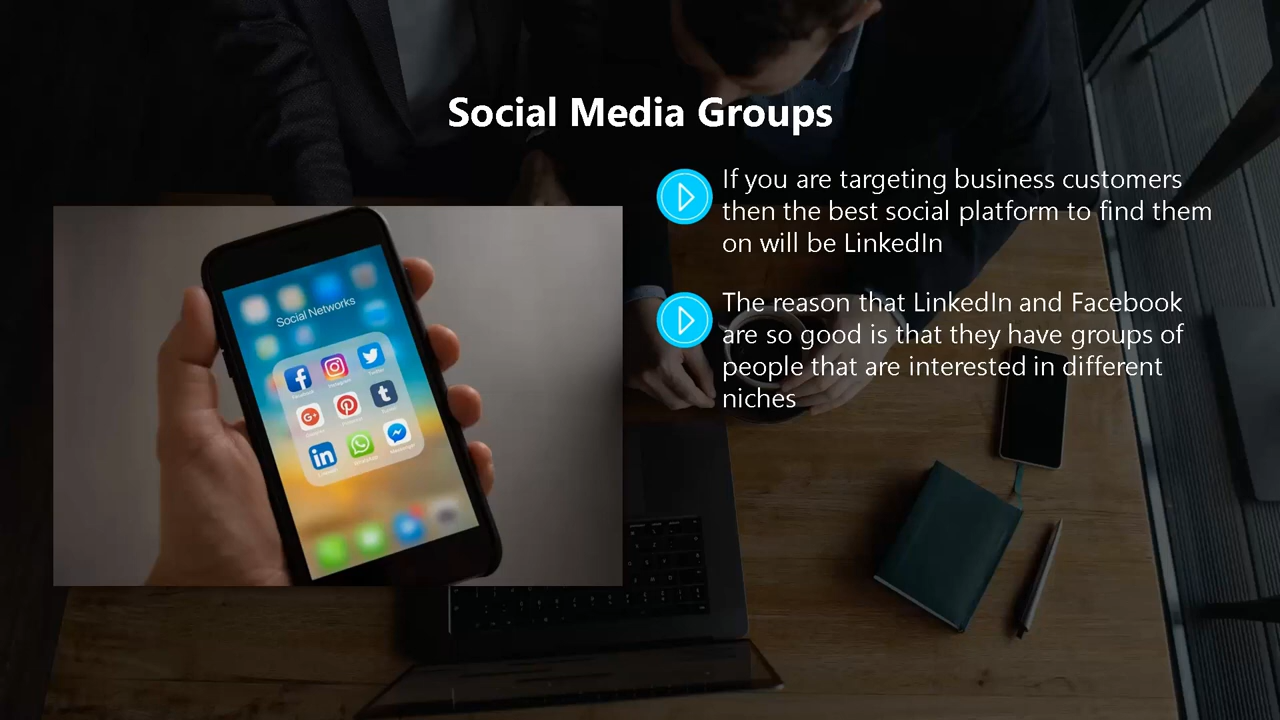 Social Media Groups
If you are targeting business customers
then the best social platform to find them
on will be LinkedIn
The reason that LinkedIn and Facebook
are so good is that they have groups of
people that are interested in different
niches
Social Networks